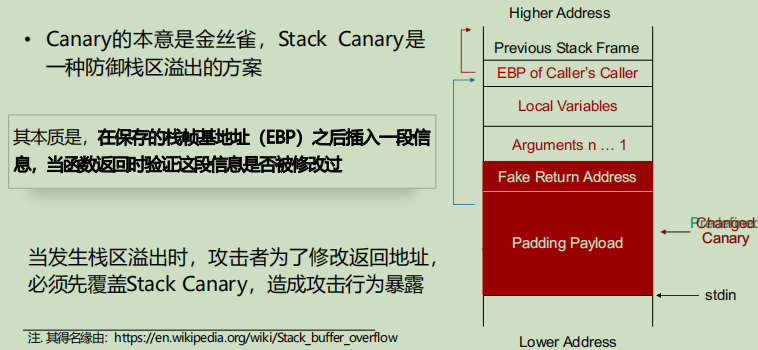 • Canary的本意是金丝雀，Stack Canary是
一种防御栈区溢出的方案
其本质是，在保存的栈帧基地址（EBP）之后插入一段信
息，当函数返回时验证这段信息是否被修改过
当发生栈区溢出时，攻击者为了修改返回地址，
必须先覆盖Stack Canary，造成攻击行为暴露
注. 其得名缘由：https://en.wikipedia.org/wiki/Stack_buffer_overflow
Higher Address
Previous Stack Frame
EBP of Caller's Caller
Local Variables
Arguments n … 1
Fake Return Address
Padding Payload
Changed
Canary
stdin
Lower Address